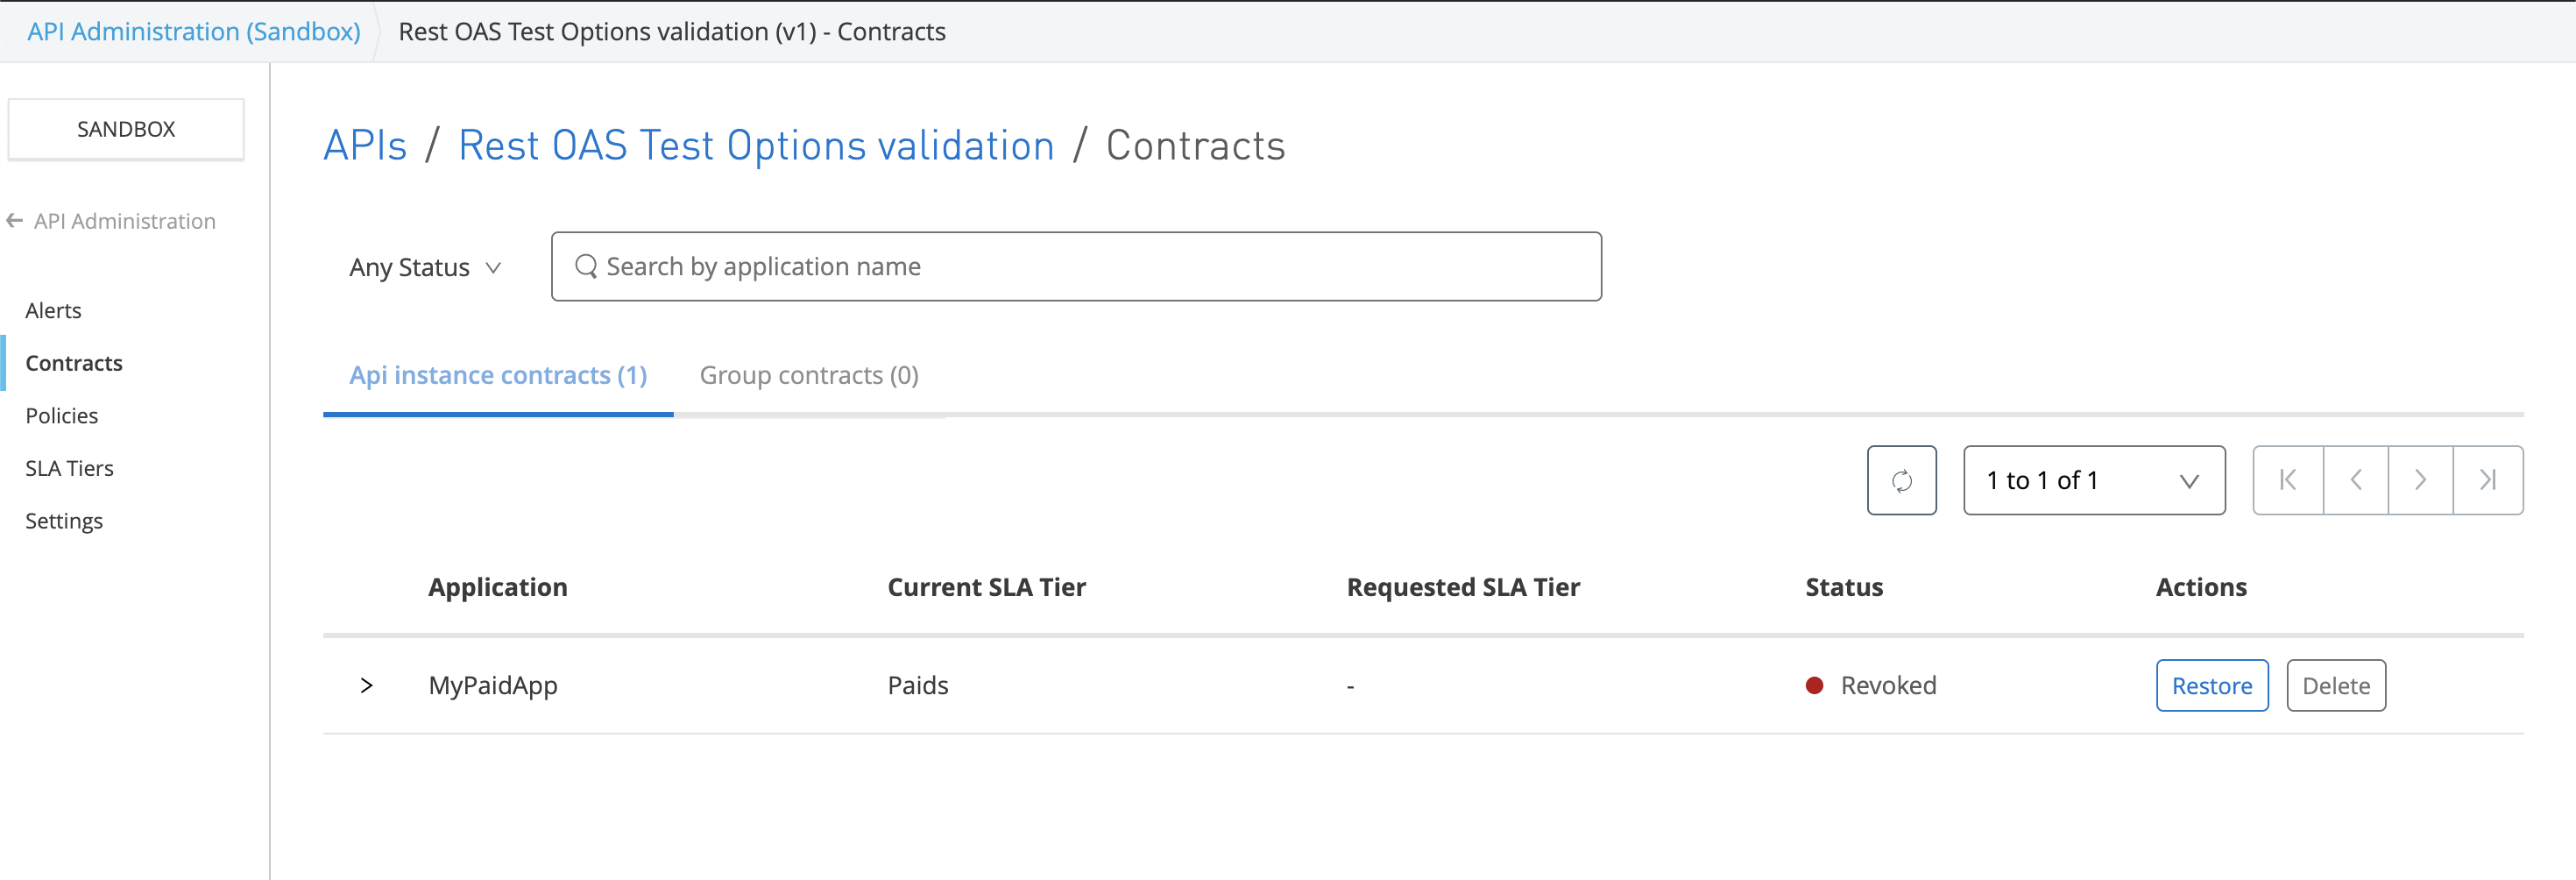 API Administration (Sandbox)
Rest OAS Test Options validation (v1) - Contracts
SANDBOX
API Administration
Alerts
Contracts
Policies
SLA Tiers
Settings
APIs / Rest OAS Test Options validation / Contracts
Any Status
Search by application name
Api instance contracts (1)
Group contracts (0)
1 to 1 of 1
Application Current SLA Tier Requested SLA Tier Status Actions
MyPaidApp Paids - Revoked Restore Delete